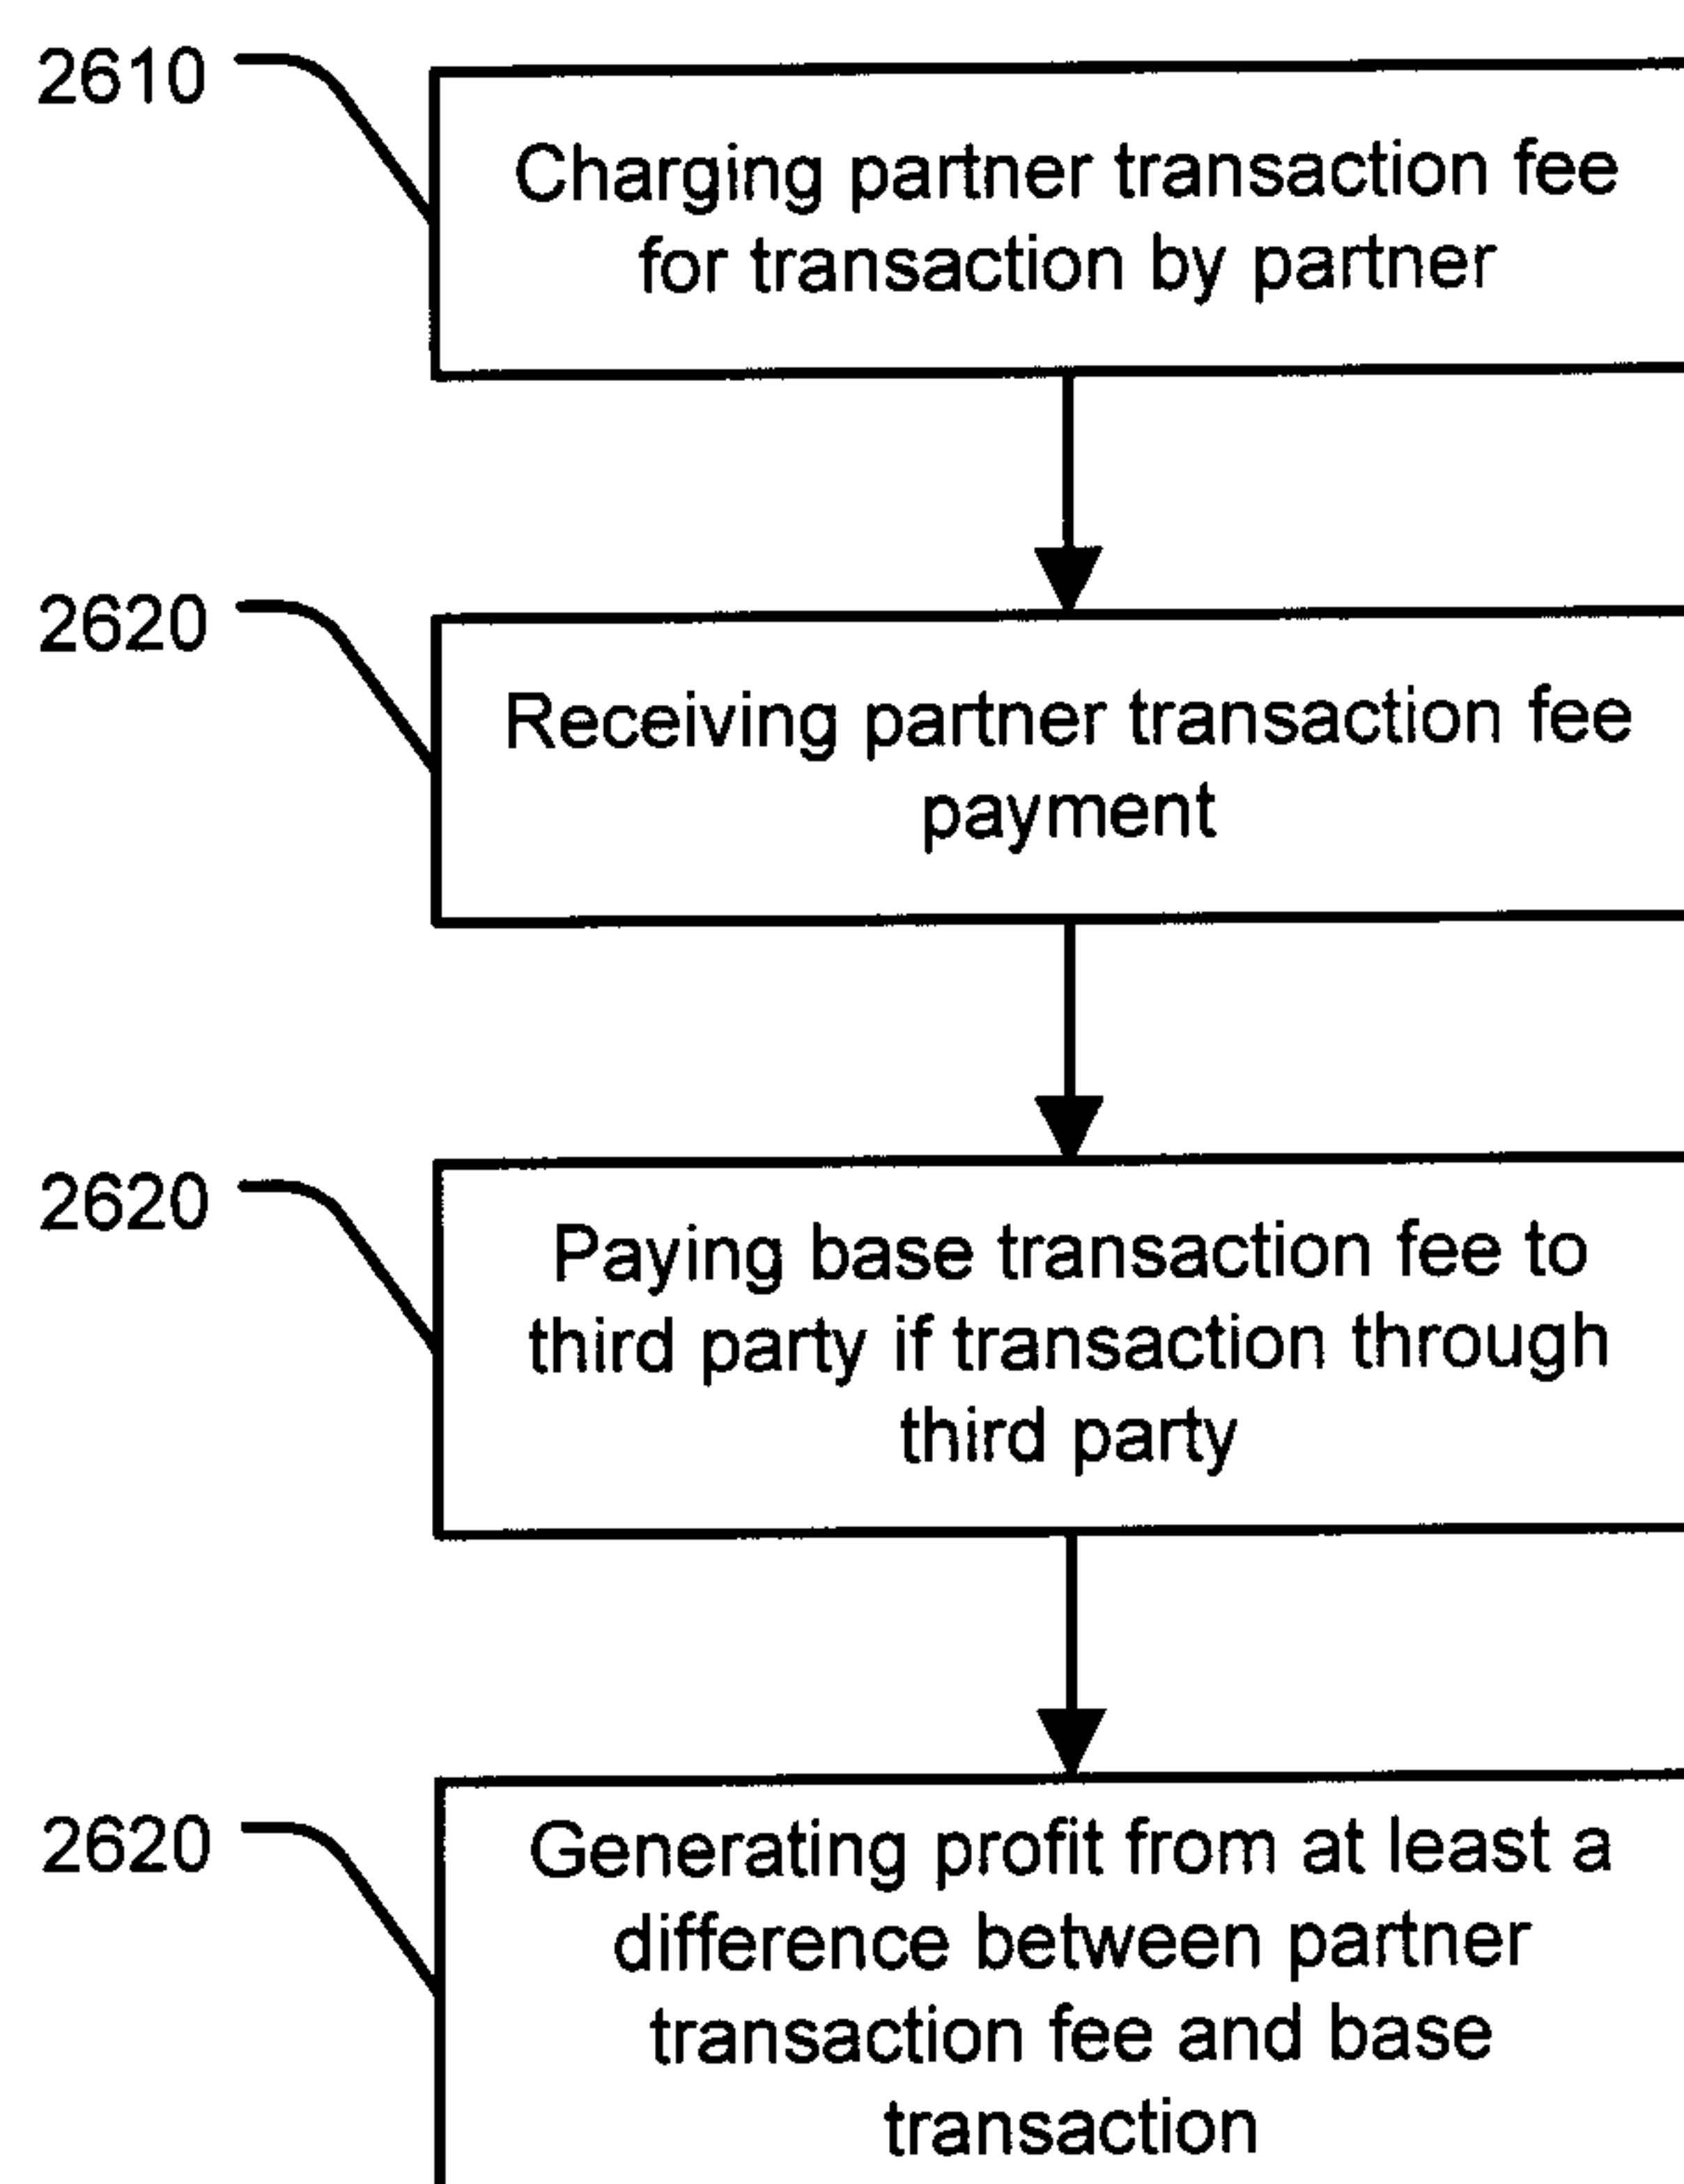 2610
Charging partner transaction fee
for transaction by partner
2620
Receiving partner transaction fee
payment
2620
Paying base transaction fee to
third party if transaction through
third party
2620
Generating profit from at least a
difference between partner
transaction fee and base
transaction